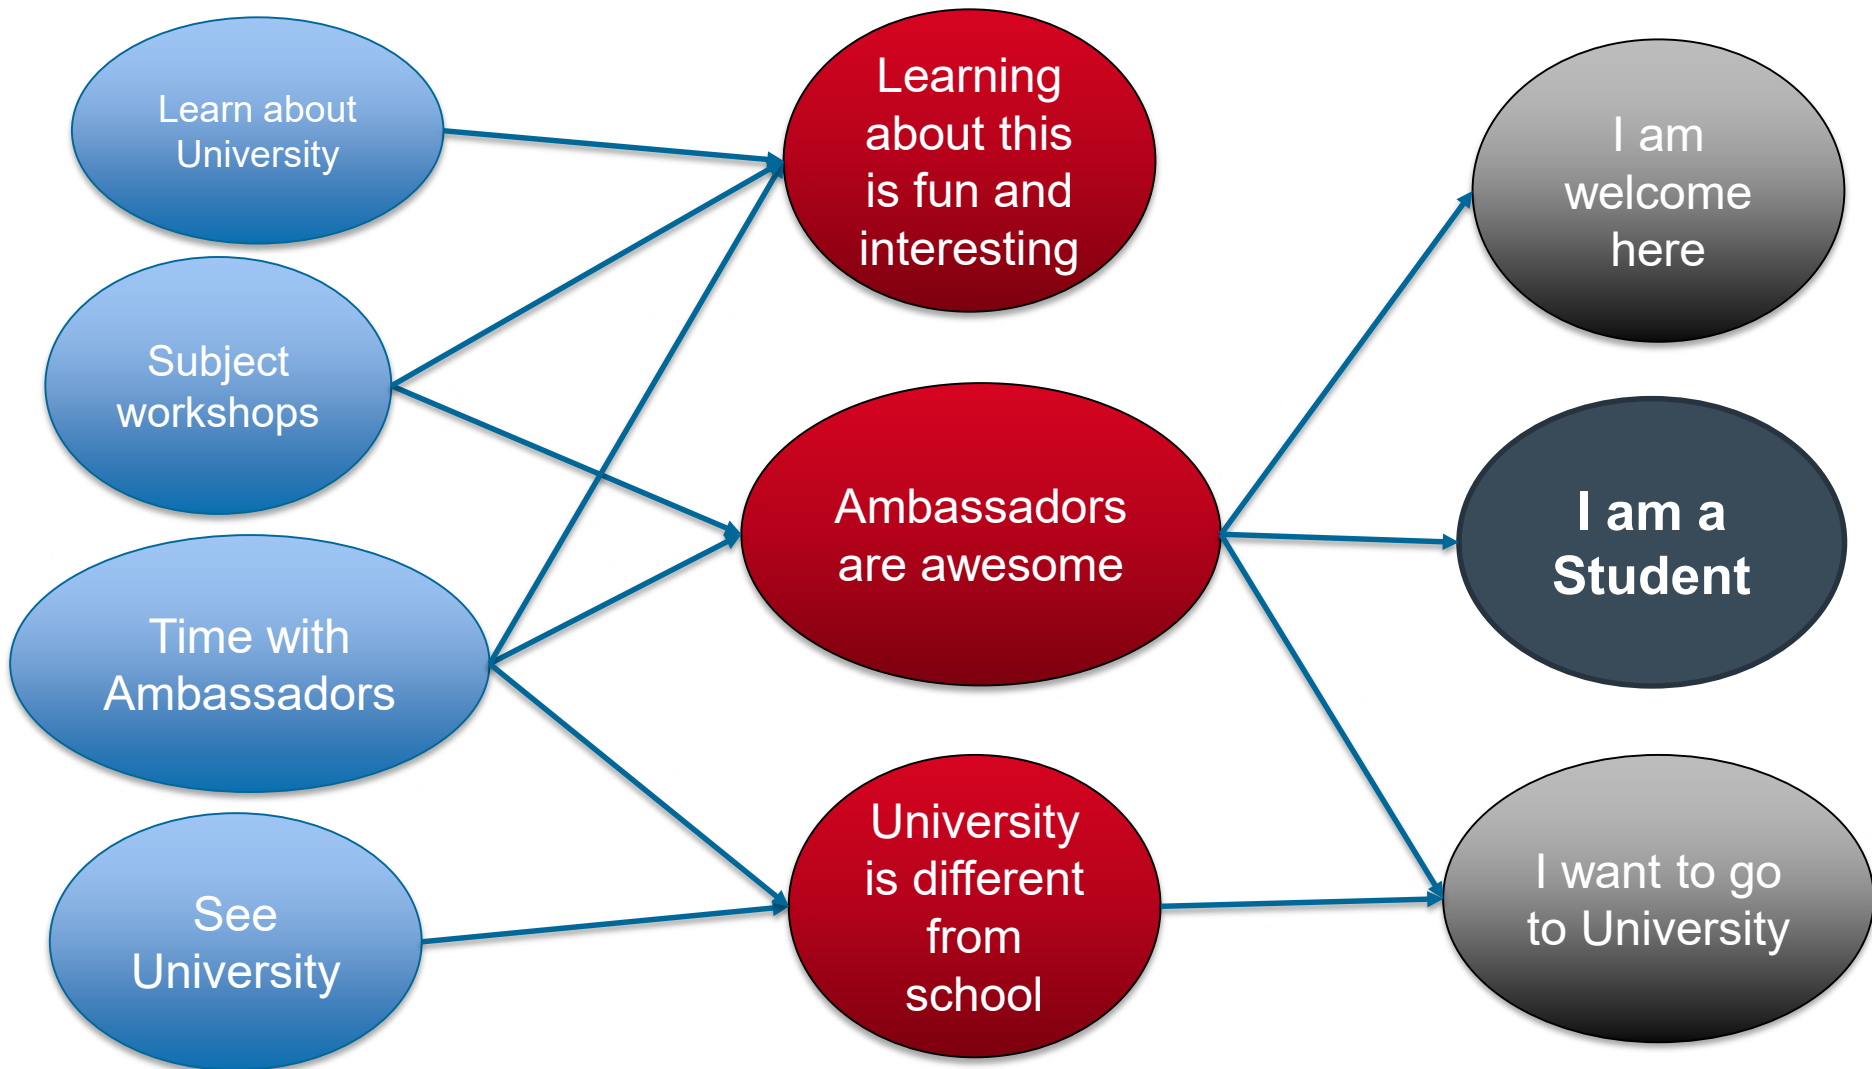 Learn about
University
Subject
workshops
Time with
Ambassadors
See
University
Learning
about this
is fun and
interesting
Ambassadors
are awesome
University
is different
from
school
I am
welcome
here
I am a
Student
I want to go
to University